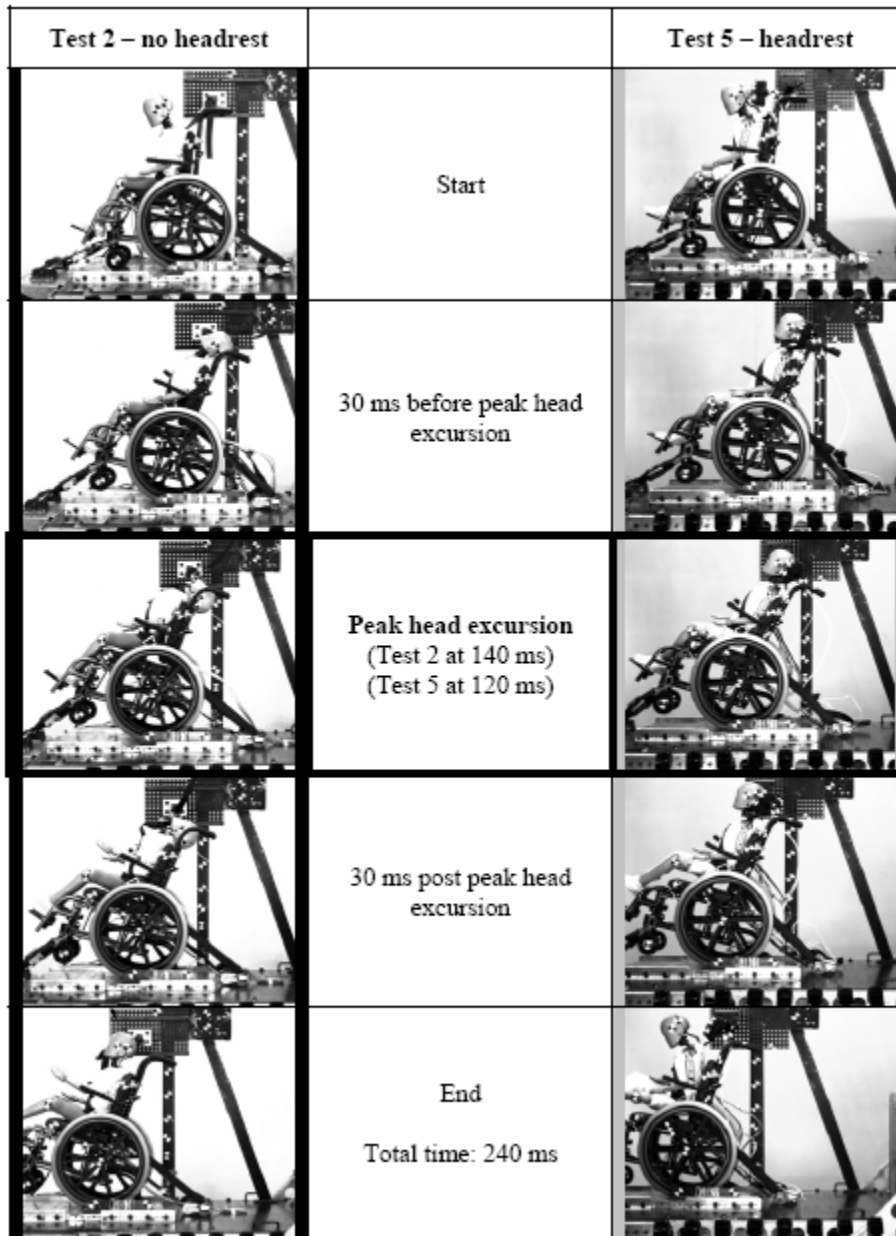 Test 2 – no headrest
Test 5 – headrest
Start
30 ms before peak head
excursion
Peak head excursion
(Test 2 at 140 ms)
(Test 5 at 120 ms)
30 ms post peak head
excursion
End
Total time: 240 ms